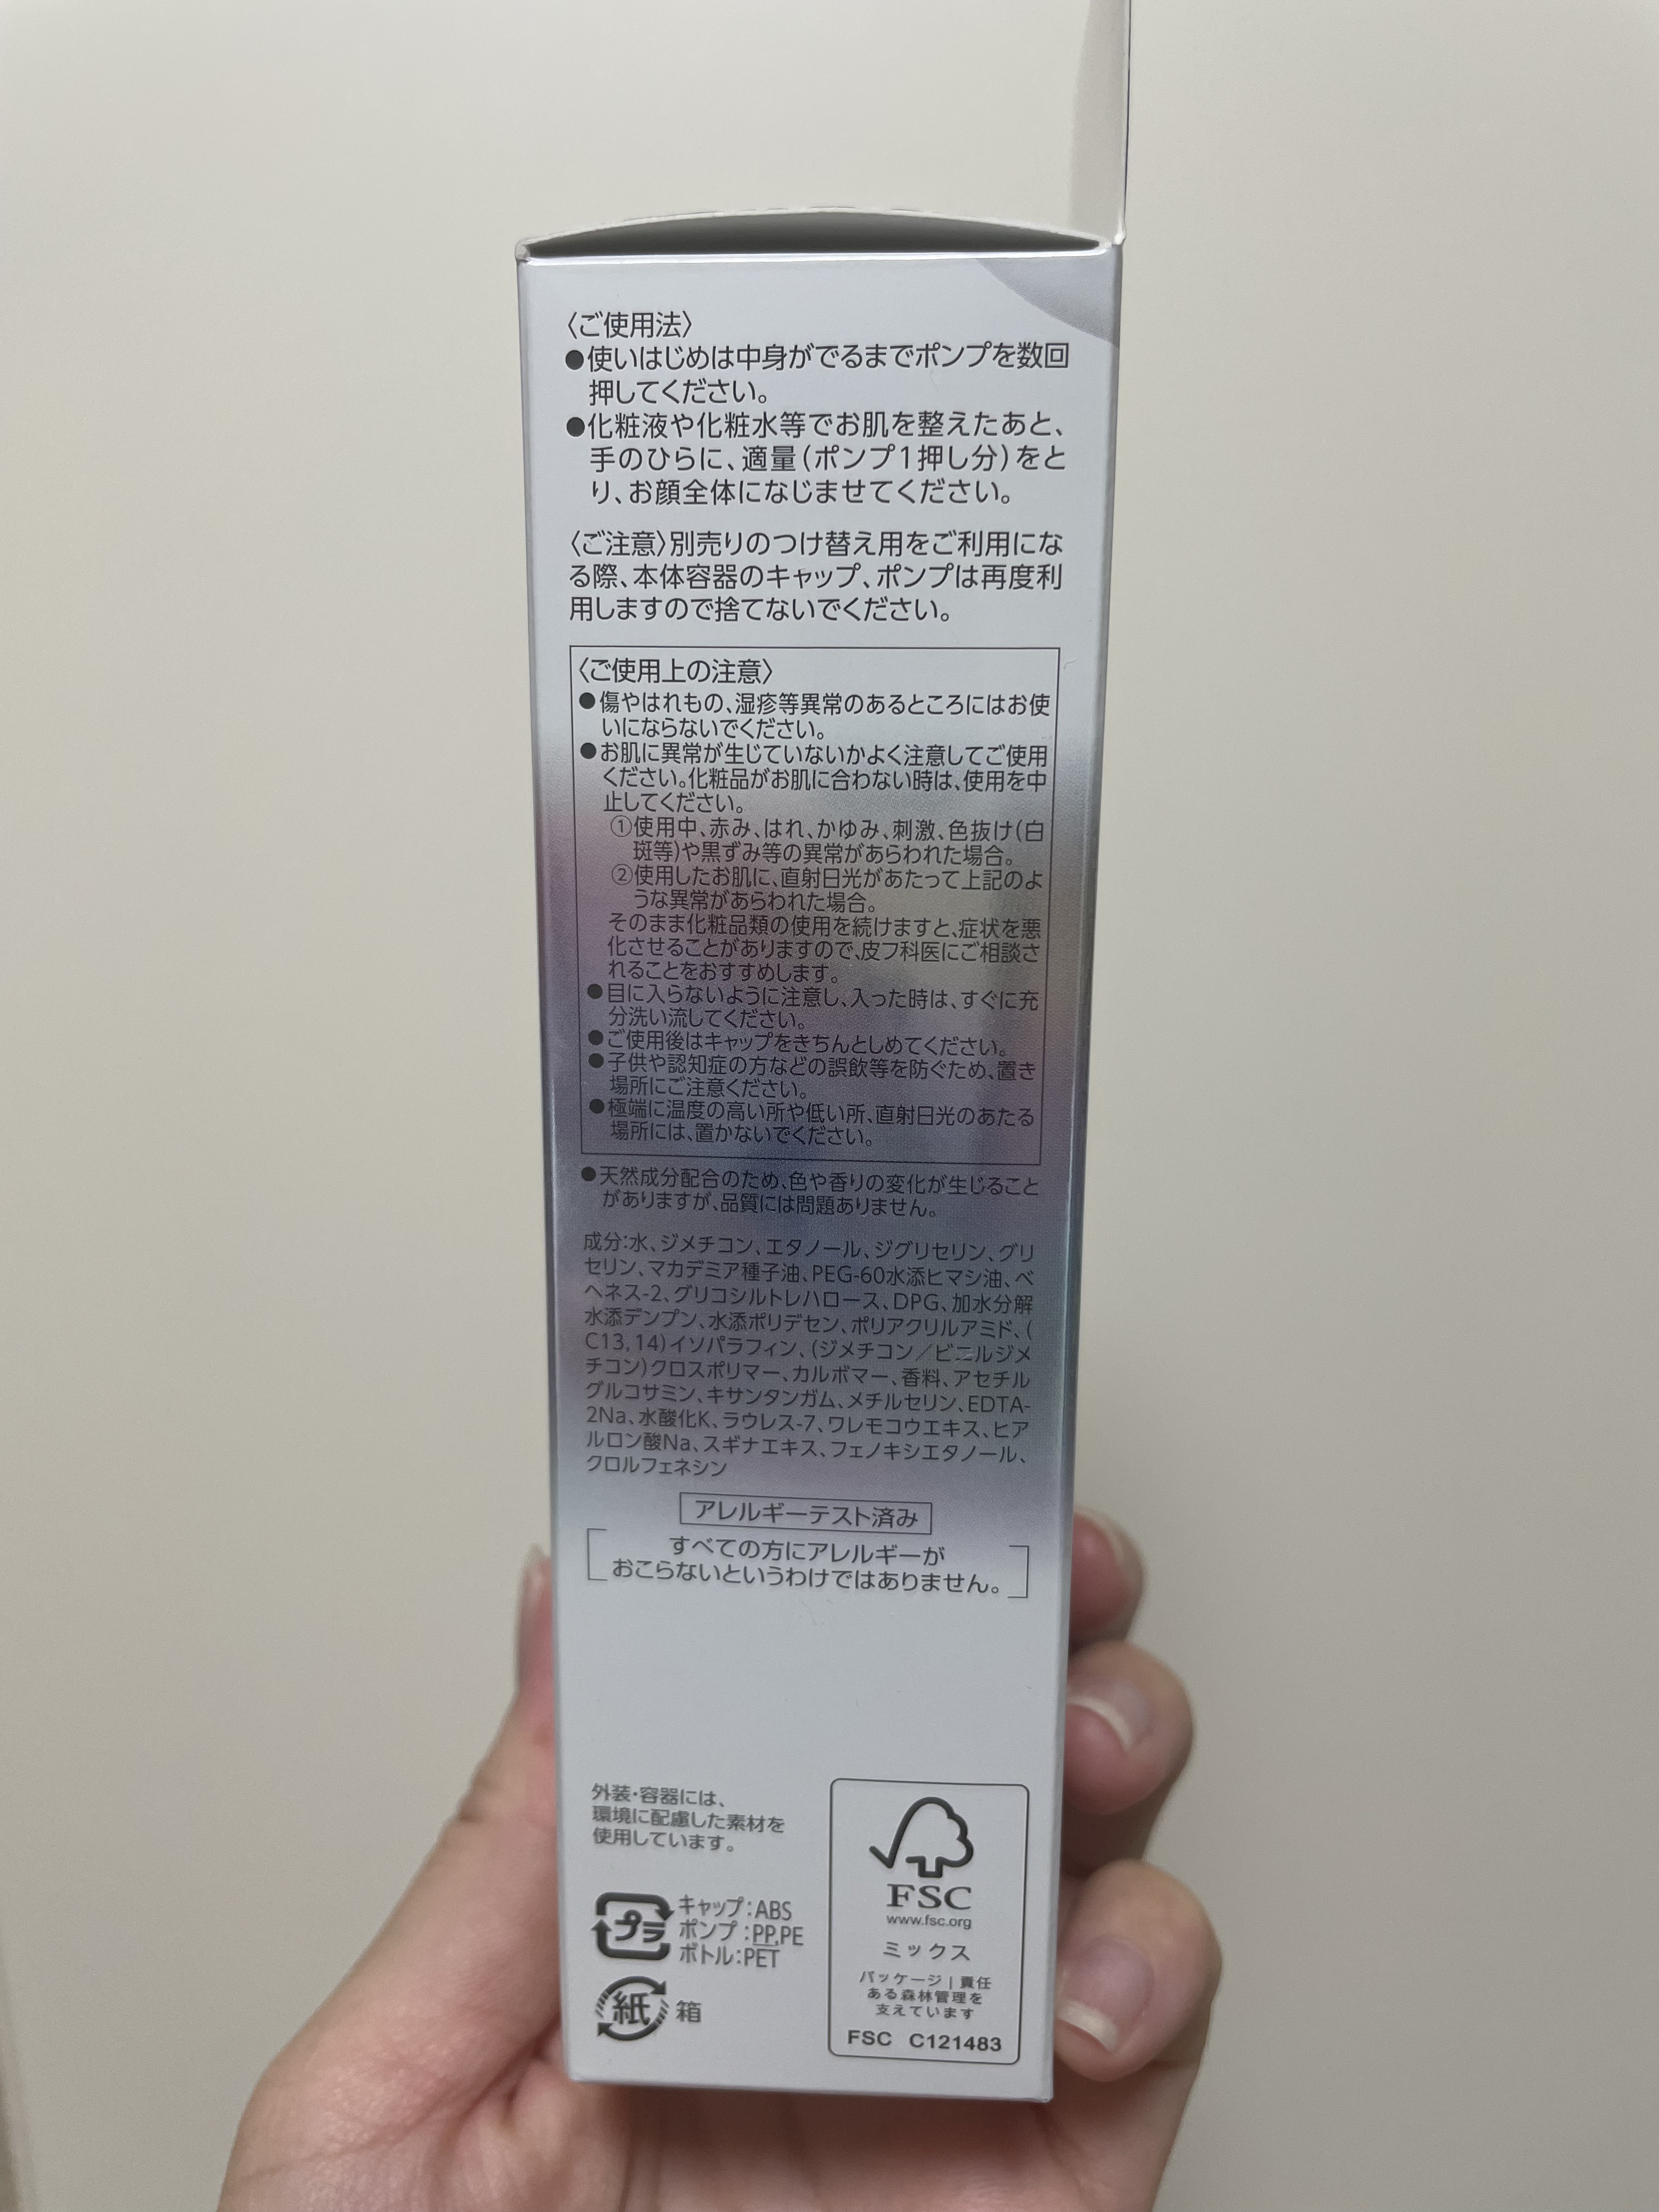 〈ご使用法〉
●使いはじめは中身がでるまでポンプを数回
押してください。
●化粧液や化粧水等でお肌を整えたあと、
手のひらに、適量(ポンプ1押し分)をと
り、お顔全体になじませてください。
〈ご注意〉別売りのつけ替え用をご利用にな
る際、本体容器のキャップ、ポンプは再度利
用しますので捨てないでください。
〈ご使用上の注意〉
●傷やはれもの、湿疹等異常のあるところにはお使
いにならないでください。
●お肌に異常が生じていないかよく注意してご使用
ください。化粧品がお肌に合わない時は、使用を中
止してください。
①使用中、赤み、はれ、かゆみ、刺激、色抜け(白
斑等)や黒ずみ等の異常があらわれた場合。
②使用したお肌に、直射日光があたって上記のよ
うな異常があらわれた場合。
そのまま化粧品類の使用を続けますと、症状を悪
化させることがありますので、皮フ科医にご相談さ
れることをおすすめします。
●目に入らないように注意し、入った時は、すぐに充
分洗い流してください。
●ご使用後はキャップをきちんとしめてください。
●子供や認知症の方などの誤飲等を防ぐため、置き
場所にご注意ください。
●極端に温度の高い所や低い所、直射日光のあたる
場所には、置かないでください。
●天然成分配合のため、色や香りの変化が生じること
がありますが、品質には問題ありません。
成分:水、ジメチコン、エタノール、ジグリセリン、グリ
セリン、マカデミア種子油、PEG-60水添ヒマシ油、ベ
ヘネス-2、グリコシルトレハロース、DPG、加水分解
水添デンプン、水添ポリデセン、ポリアクリルアミド、(
C13,14)イソパラフィン、(ジメチコン/ビニルジメ
チコン)クロスポリマー、カルボマー、香料、アセチル
グルコサミン、キサンタンガム、メチルセリン、EDTA-
2Na、水酸化K、ラウレス-7、ワレモコウエキス、ヒア
ルロン酸Na、スギナエキス、フェノキシエタノール、
クロルフェネシン
アレルギーテスト済み
すべての方にアレルギーが
おこらないというわけではありません。
外装・容器には、
環境に配慮した素材を
使用しています。
プラ
キャップ:ABS
ポンプ:PP,PE
ボトル:PET
紙 箱
FSC
www.fsc.org
ミックス
パッケージ|責任
ある森林管理を
支えています
FSC C121483